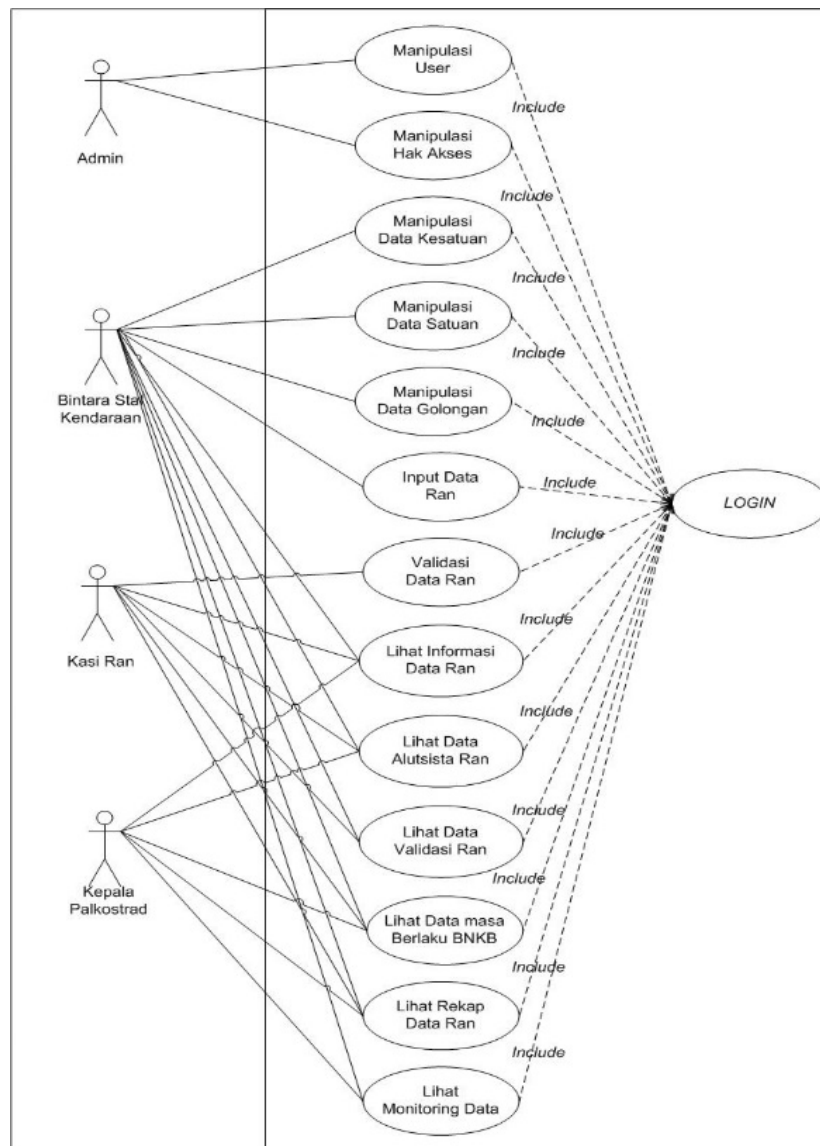 Manipulasi
User
Include
Admin
Manipulasi
Hak Akses
Include
Manipulasi
Data Kesatuan
Include
Manipulasi
Data Satuan
Include
Bintara Stal
Kendaraan
Manipulasi
Data Golongan
Include
Input Data
Ran
Include
LOGIN
Validasi
Data Ran
Include
Kasi Ran
Lihat Informasi
Data Ran
Include
Lihat Data
Alutsista Ran
Include
Lihat Data
Validasi Ran
Include
Kepala
Palkostrad
Lihat Data masa
Berlaku BNKB
Include
Lihat Rekap
Data Ran
Include
Lihat
Monitoring Data
Include